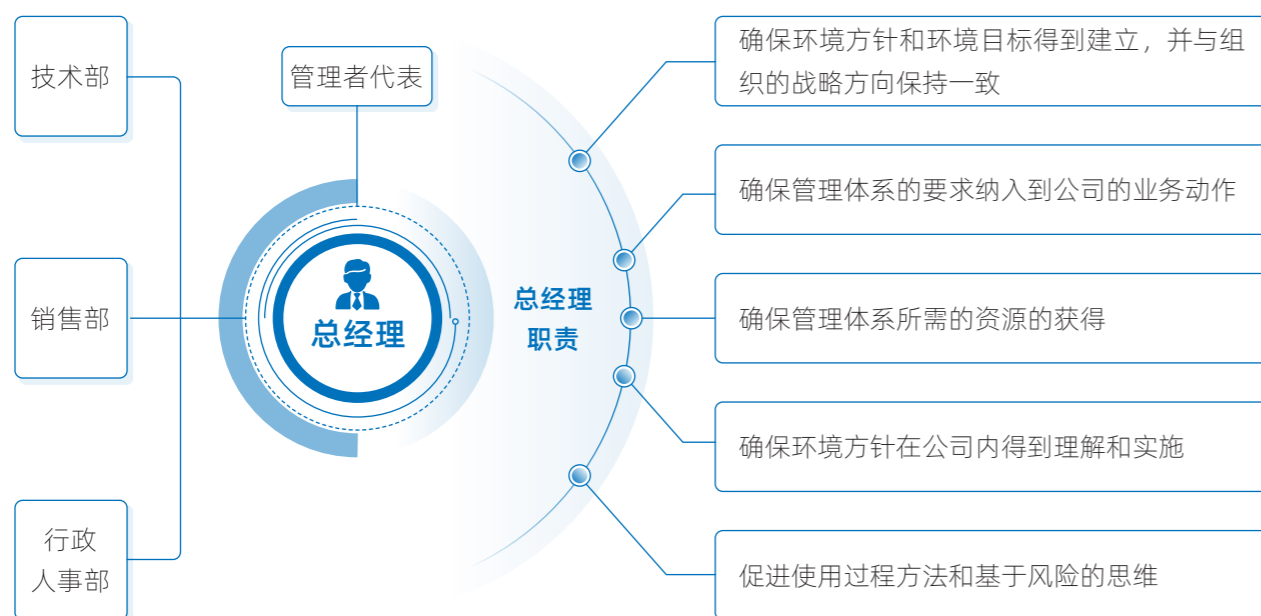 技术部
管理者代表
销售部
行政
人事部
总经理
总经理
职责
确保环境方针和环境目标得到建立，并与组
织的战略方向保持一致
确保管理体系的要求纳入到公司的业务动作
确保管理体系所需的资源的获得
确保环境方针在公司内得到理解和实施
促进使用过程方法和基于风险的思维